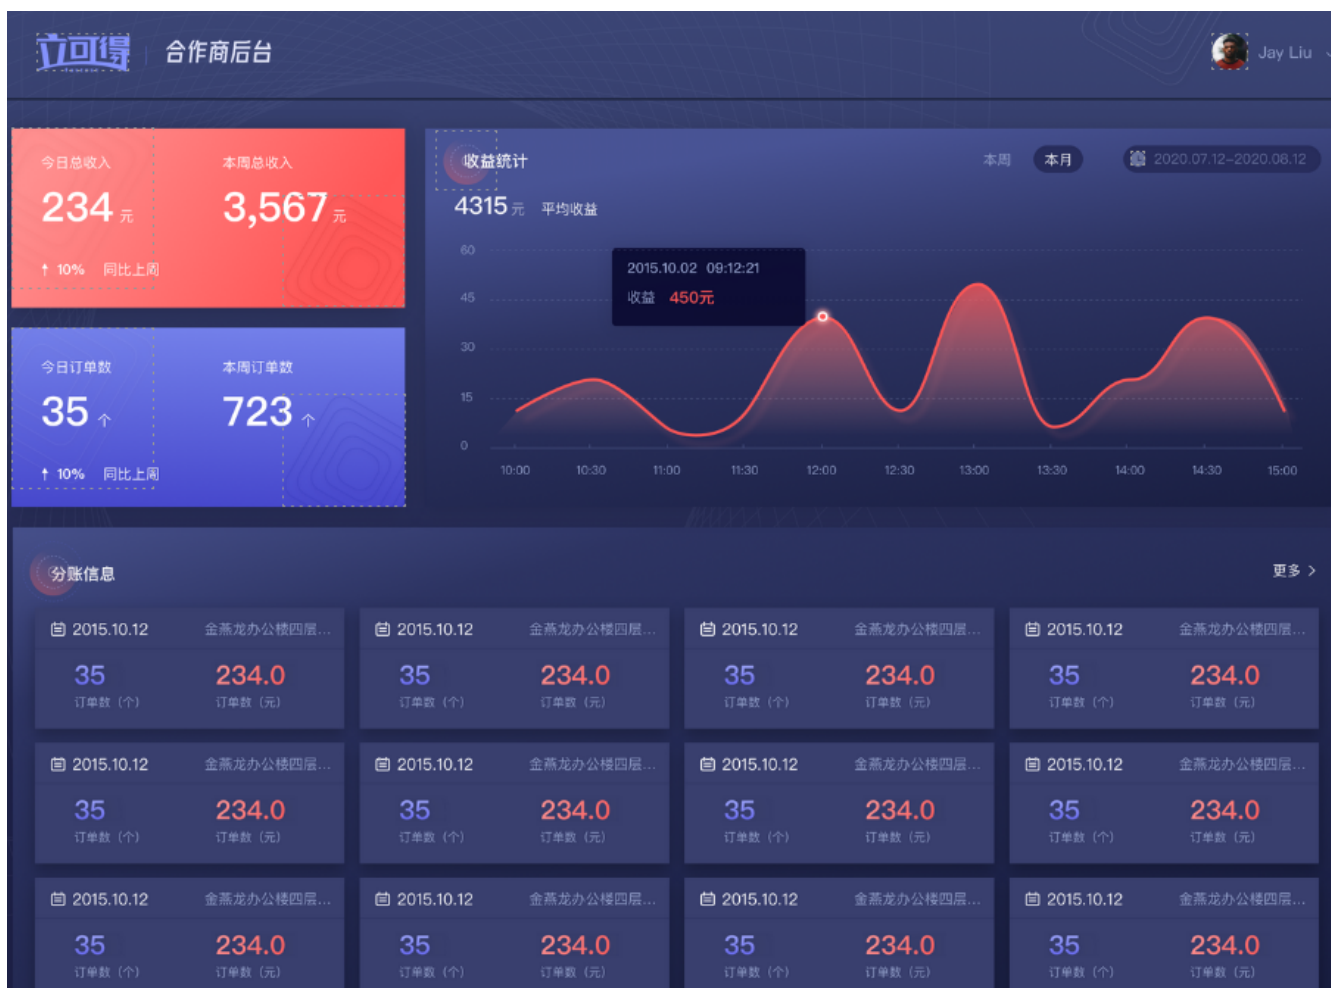 立可得 合作商后台
Jay Liu
今日总收入 本周总收入
234元 3,567元
↑ 10% 同比上周
今日订单数 本周订单数
35个 723个
↑ 10% 同比上周
收益统计 本周 本月 2020.07.12-2020.08.12
4315元 平均收益
60
45
30
15
0
2015.10.02 09:12:21
收益 450元
10:00 10:30 11:00 11:30 12:00 12:30 13:00 13:30 14:00 14:30 15:00
分账信息 更多 >
2015.10.12 金燕龙办公楼四层... 2015.10.12 金燕龙办公楼四层... 2015.10.12 金燕龙办公楼四层... 2015.10.12 金燕龙办公楼四层...
35 234.0 35 234.0 35 234.0 35 234.0
订单数（个） 订单数（元） 订单数（个） 订单数（元） 订单数（个） 订单数（元） 订单数（个） 订单数（元）
2015.10.12 金燕龙办公楼四层... 2015.10.12 金燕龙办公楼四层... 2015.10.12 金燕龙办公楼四层... 2015.10.12 金燕龙办公楼四层...
35 234.0 35 234.0 35 234.0 35 234.0
订单数（个） 订单数（元） 订单数（个） 订单数（元） 订单数（个） 订单数（元） 订单数（个） 订单数（元）
2015.10.12 金燕龙办公楼四层... 2015.10.12 金燕龙办公楼四层... 2015.10.12 金燕龙办公楼四层... 2015.10.12 金燕龙办公楼四层...
35 234.0 35 234.0 35 234.0 35 234.0
订单数（个） 订单数（元） 订单数（个） 订单数（元） 订单数（个） 订单数（元） 订单数（个） 订单数（元）